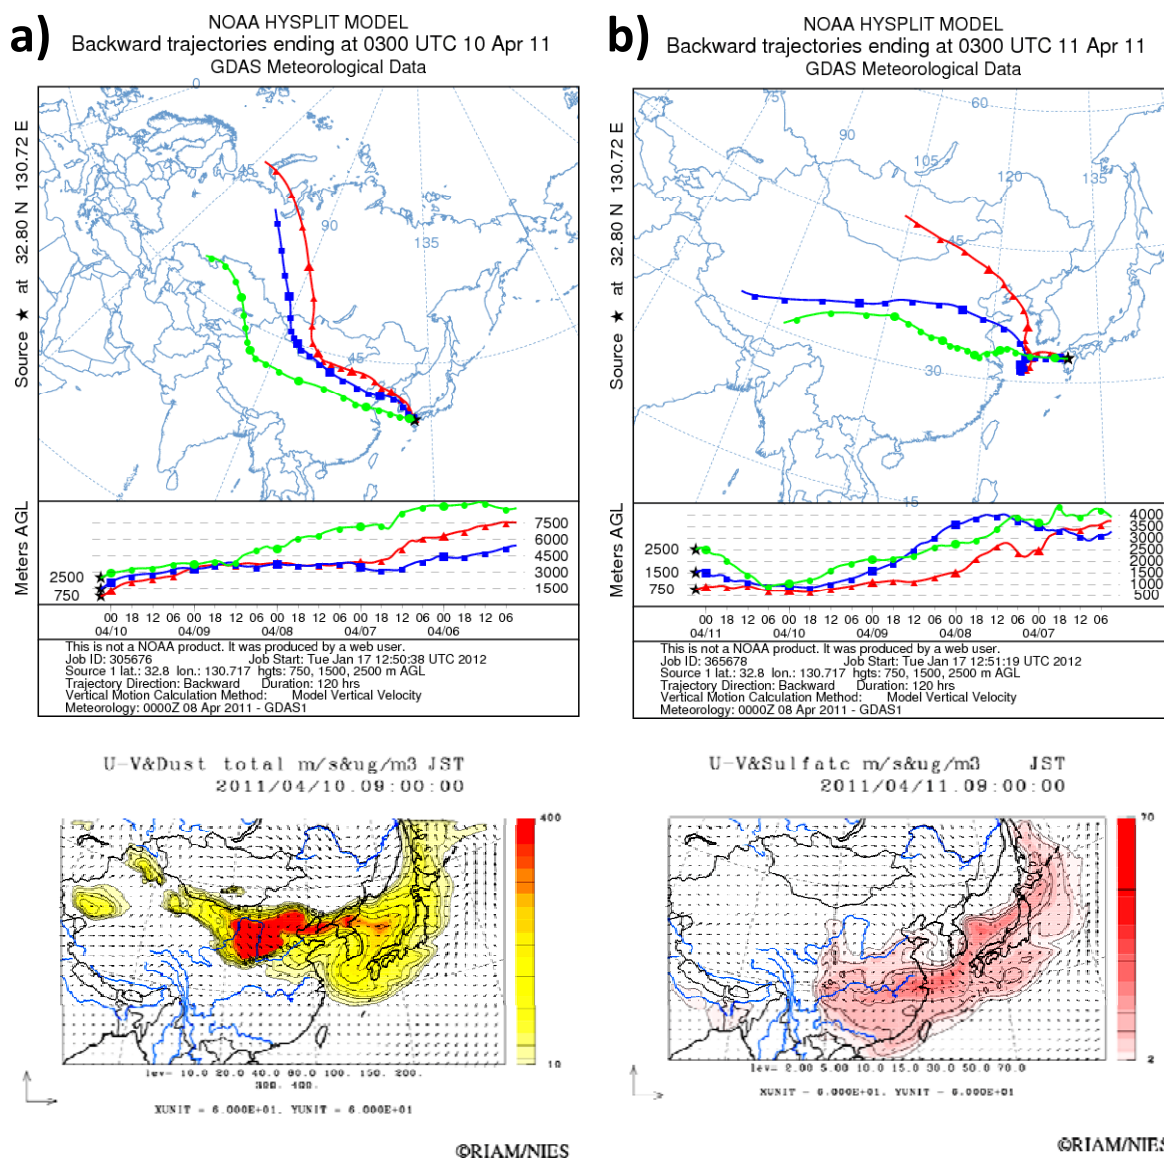 a)
NOAA HYSPLIT MODEL
Backward trajectories ending at 0300 UTC 10 Apr 11
GDAS Meteorological Data
Source ★ at 32.80 N 130.72 E
0
45
90
135
45
Meters AGL
2500
750
7500
6000
4500
3000
1500
00 18 12 06 00 18 12 06 00 18 12 06 00 18 12 06 00 18 12 06
04/10 04/09 04/08 04/07 04/06
This is not a NOAA product. It was produced by a web user.
Job ID: 305676 Job Start: Tue Jan 17 12:50:38 UTC 2012
Source 1 lat.: 32.8 lon.: 130.717 hgts: 750, 1500, 2500 m AGL
Trajectory Direction: Backward Duration: 120 hrs
Vertical Motion Calculation Method: Model Vertical Velocity
Meteorology: 0000Z 08 Apr 2011 - GDAS1
b)
NOAA HYSPLIT MODEL
Backward trajectories ending at 0300 UTC 11 Apr 11
GDAS Meteorological Data
Source ★ at 32.80 N 130.72 E
75
60
90
105
120
135
45
30
15
Meters AGL
2500
1500
750
4000
3500
3000
2500
2000
1500
1000
500
00 18 12 06 00 18 12 06 00 18 12 06 00 18 12 06 00 18 12 06
04/11 04/10 04/09 04/08 04/07
This is not a NOAA product. It was produced by a web user.
Job ID: 365678 Job Start: Tue Jan 17 12:51:19 UTC 2012
Source 1 lat.: 32.8 lon.: 130.717 hgts: 750, 1500, 2500 m AGL
Trajectory Direction: Backward Duration: 120 hrs
Vertical Motion Calculation Method: Model Vertical Velocity
Meteorology: 0000Z 08 Apr 2011 - GDAS1
U-V&Dust total m/s&ug/m3 JST
2011/04/10.09:00:00
400
10
lev= 10.0 20.0 40.0 60.0 80.0 100. 150. 200.
300. 400.
XUNIT = 6.000E+01. YUNIT = 6.000E+01
©RIAM/NIES
U-V&Sulfate m/s&ug/m3 JST
2011/04/11.09:00:00
70
2
lev= 2.00 5.00 10.0 15.0 30.0 50.0 70.0
XUNIT = 6.000E+01. YUNIT = 6.000E+01
©RIAM/NIES